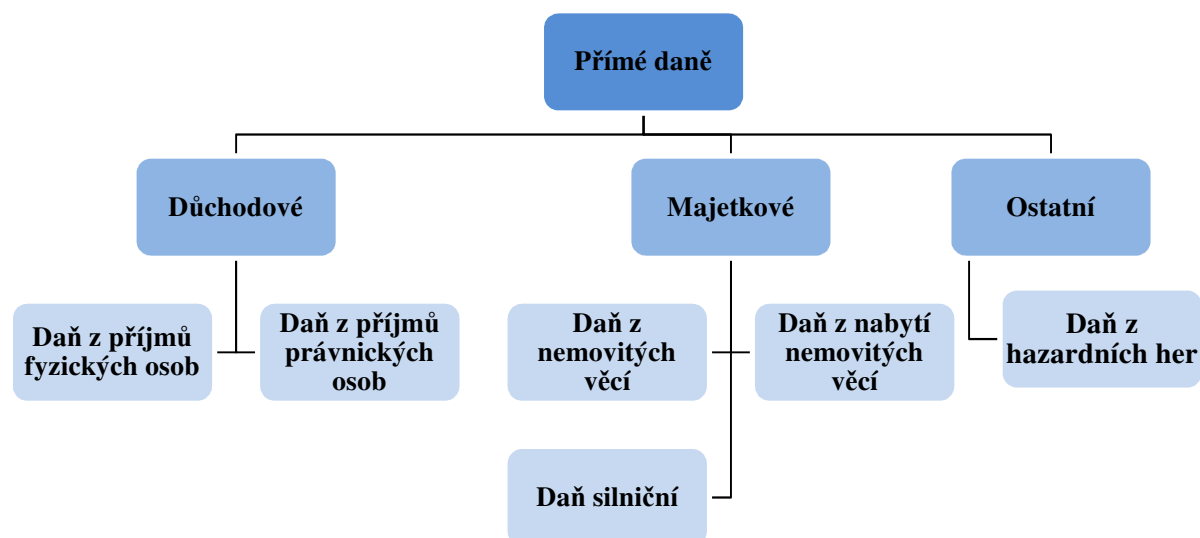 Přímé daně
Důchodové
Majetkové
Ostatní
Daň z příjmů
fyzických osob
Daň z příjmů
právnických
osob
Daň z
nemovitých
věcí
Daň z nabytí
nemovitých
věcí
Daň z
hazardních her
Daň silniční